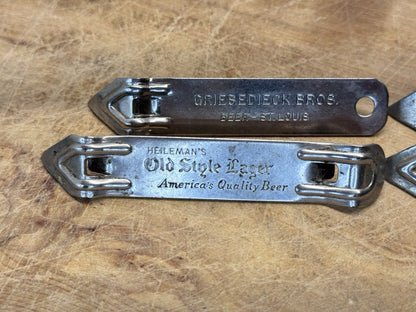 GRIESEDIECK BROS.
BEER - ST. LOUIS
HEILEMAN'S
Old Style Lager
America's Quality Beer